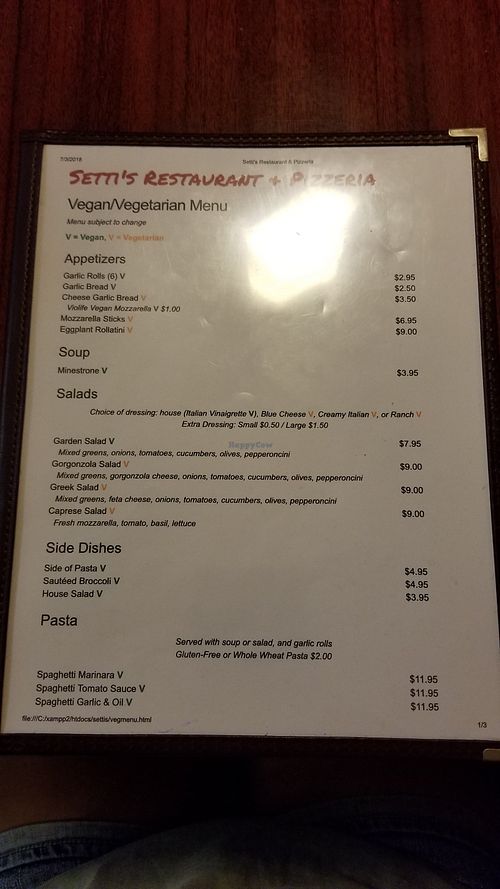 7/3/2018 Setti's Restaurant & Pizzeria
SETTI'S RESTAURANT & PIZZERIA
Vegan/Vegetarian Menu
Menu subject to change
V = Vegan, V = Vegetarian
Appetizers
Garlic Rolls (6) V $2.95
Garlic Bread V $2.50
Cheese Garlic Bread V $3.50
Violife Vegan Mozzarella V $1.00
Mozzarella Sticks V $6.95
Eggplant Rollatini V $9.00
Soup
Minestrone V $3.95
Salads
Choice of dressing: house (Italian Vinaigrette V), Blue Cheese V, Creamy Italian V, or Ranch V
Extra Dressing: Small $0.50 / Large $1.50
HappyCow
Garden Salad V $7.95
Mixed greens, onions, tomatoes, cucumbers, olives, pepperoncini
Gorgonzola Salad V $9.00
Mixed greens, gorgonzola cheese, onions, tomatoes, cucumbers, olives, pepperoncini
Greek Salad V $9.00
Mixed greens, feta cheese, onions, tomatoes, cucumbers, olives, pepperoncini
Caprese Salad V $9.00
Fresh mozzarella, tomato, basil, lettuce
Side Dishes
Side of Pasta V $4.95
Sautéed Broccoli V $4.95
House Salad V $3.95
Pasta
Served with soup or salad, and garlic rolls
Gluten-Free or Whole Wheat Pasta $2.00
Spaghetti Marinara V $11.95
Spaghetti Tomato Sauce V $11.95
Spaghetti Garlic & Oil V $11.95
file:///C:/xampp2/htdocs/settis/vegmenu.html 1/3